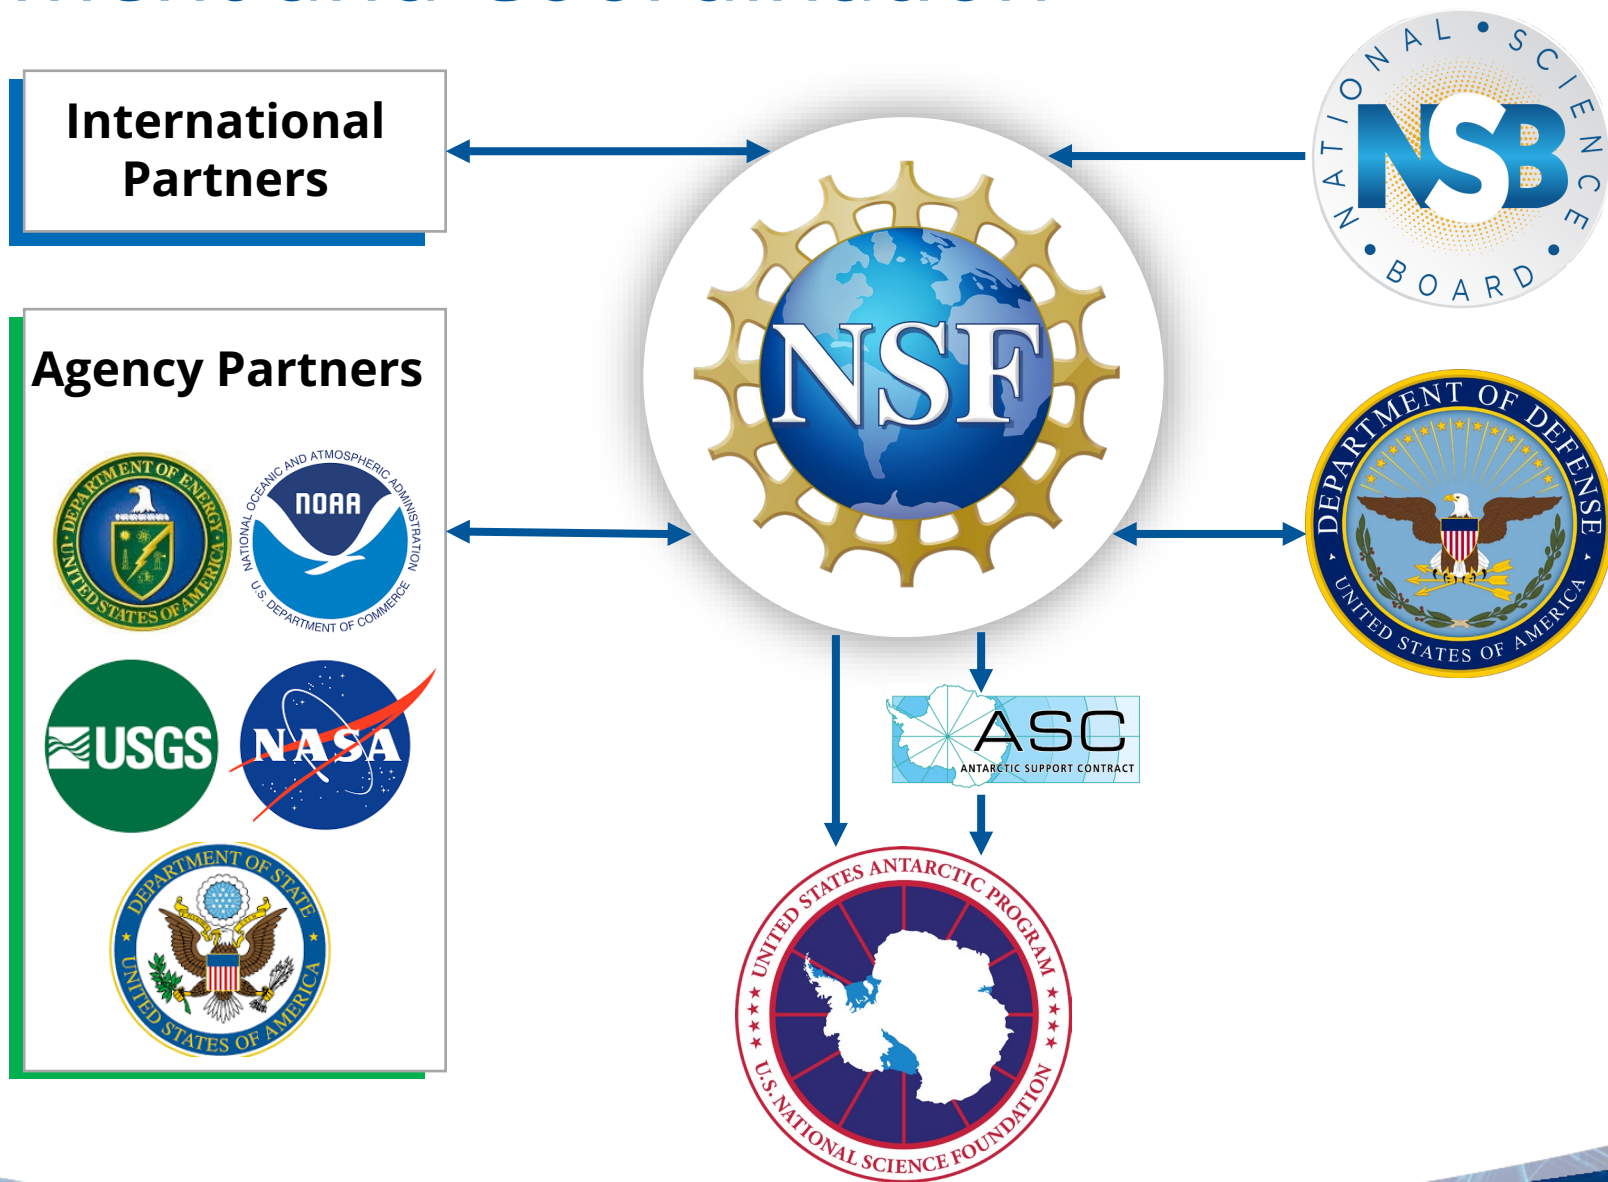 and Coordination
International
Partners
NATIONAL • SCIENCE • BOARD •
NSB
NSF
Agency Partners
DEPARTMENT OF ENERGY
UNITED STATES OF AMERICA
NATIONAL OCEANIC AND ATMOSPHERIC ADMINISTRATION
NOAA
U.S. DEPARTMENT OF COMMERCE
DEPARTMENT OF DEFENSE
UNITED STATES OF AMERICA
USGS
NASA
ASC
ANTARCTIC SUPPORT CONTRACT
DEPARTMENT OF STATE
UNITED STATES OF AMERICA
UNITED STATES ANTARCTIC PROGRAM
U.S. NATIONAL SCIENCE FOUNDATION